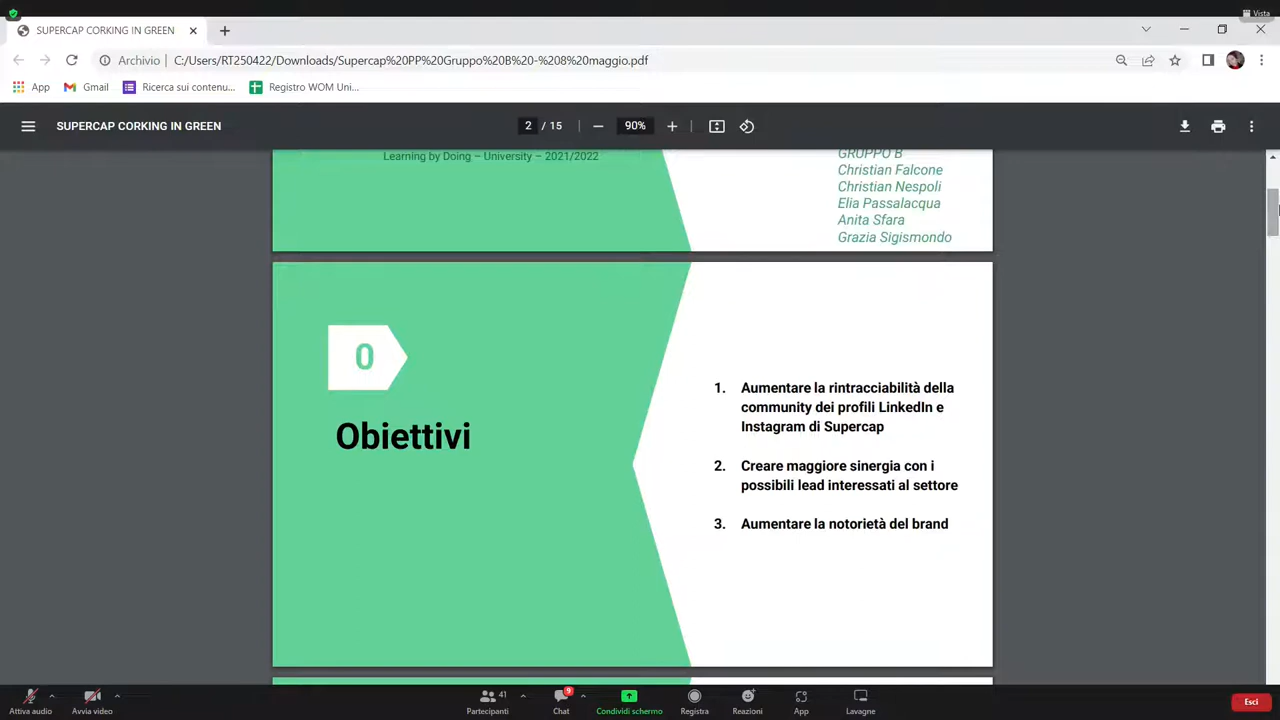 Vista
SUPERCAP CORKING IN GREEN
Archivio
C:/Users/RT250422/Downloads/Supercap%20PP%20Gruppo%20B%20-%208%20maggio.pdf
App
Gmail
Ricerca sui contenu...
Registro WOM Uni...
SUPERCAP CORKING IN GREEN
2 / 15
90%
Learning by Doing – University – 2021/2022
GRUPPO B
Christian Falcone
Christian Nespoli
Elia Passalacqua
Anita Sfara
Grazia Sigismondo
0
Obiettivi
1. Aumentare la rintracciabilità della
community dei profili LinkedIn e
Instagram di Supercap
2. Creare maggiore sinergia con i
possibili lead interessati al settore
3. Aumentare la notorietà del brand
Attiva audio
Avvia video
41
Partecipanti
9
Chat
Condividi schermo
Registra
Reazioni
App
Lavagne
Esci